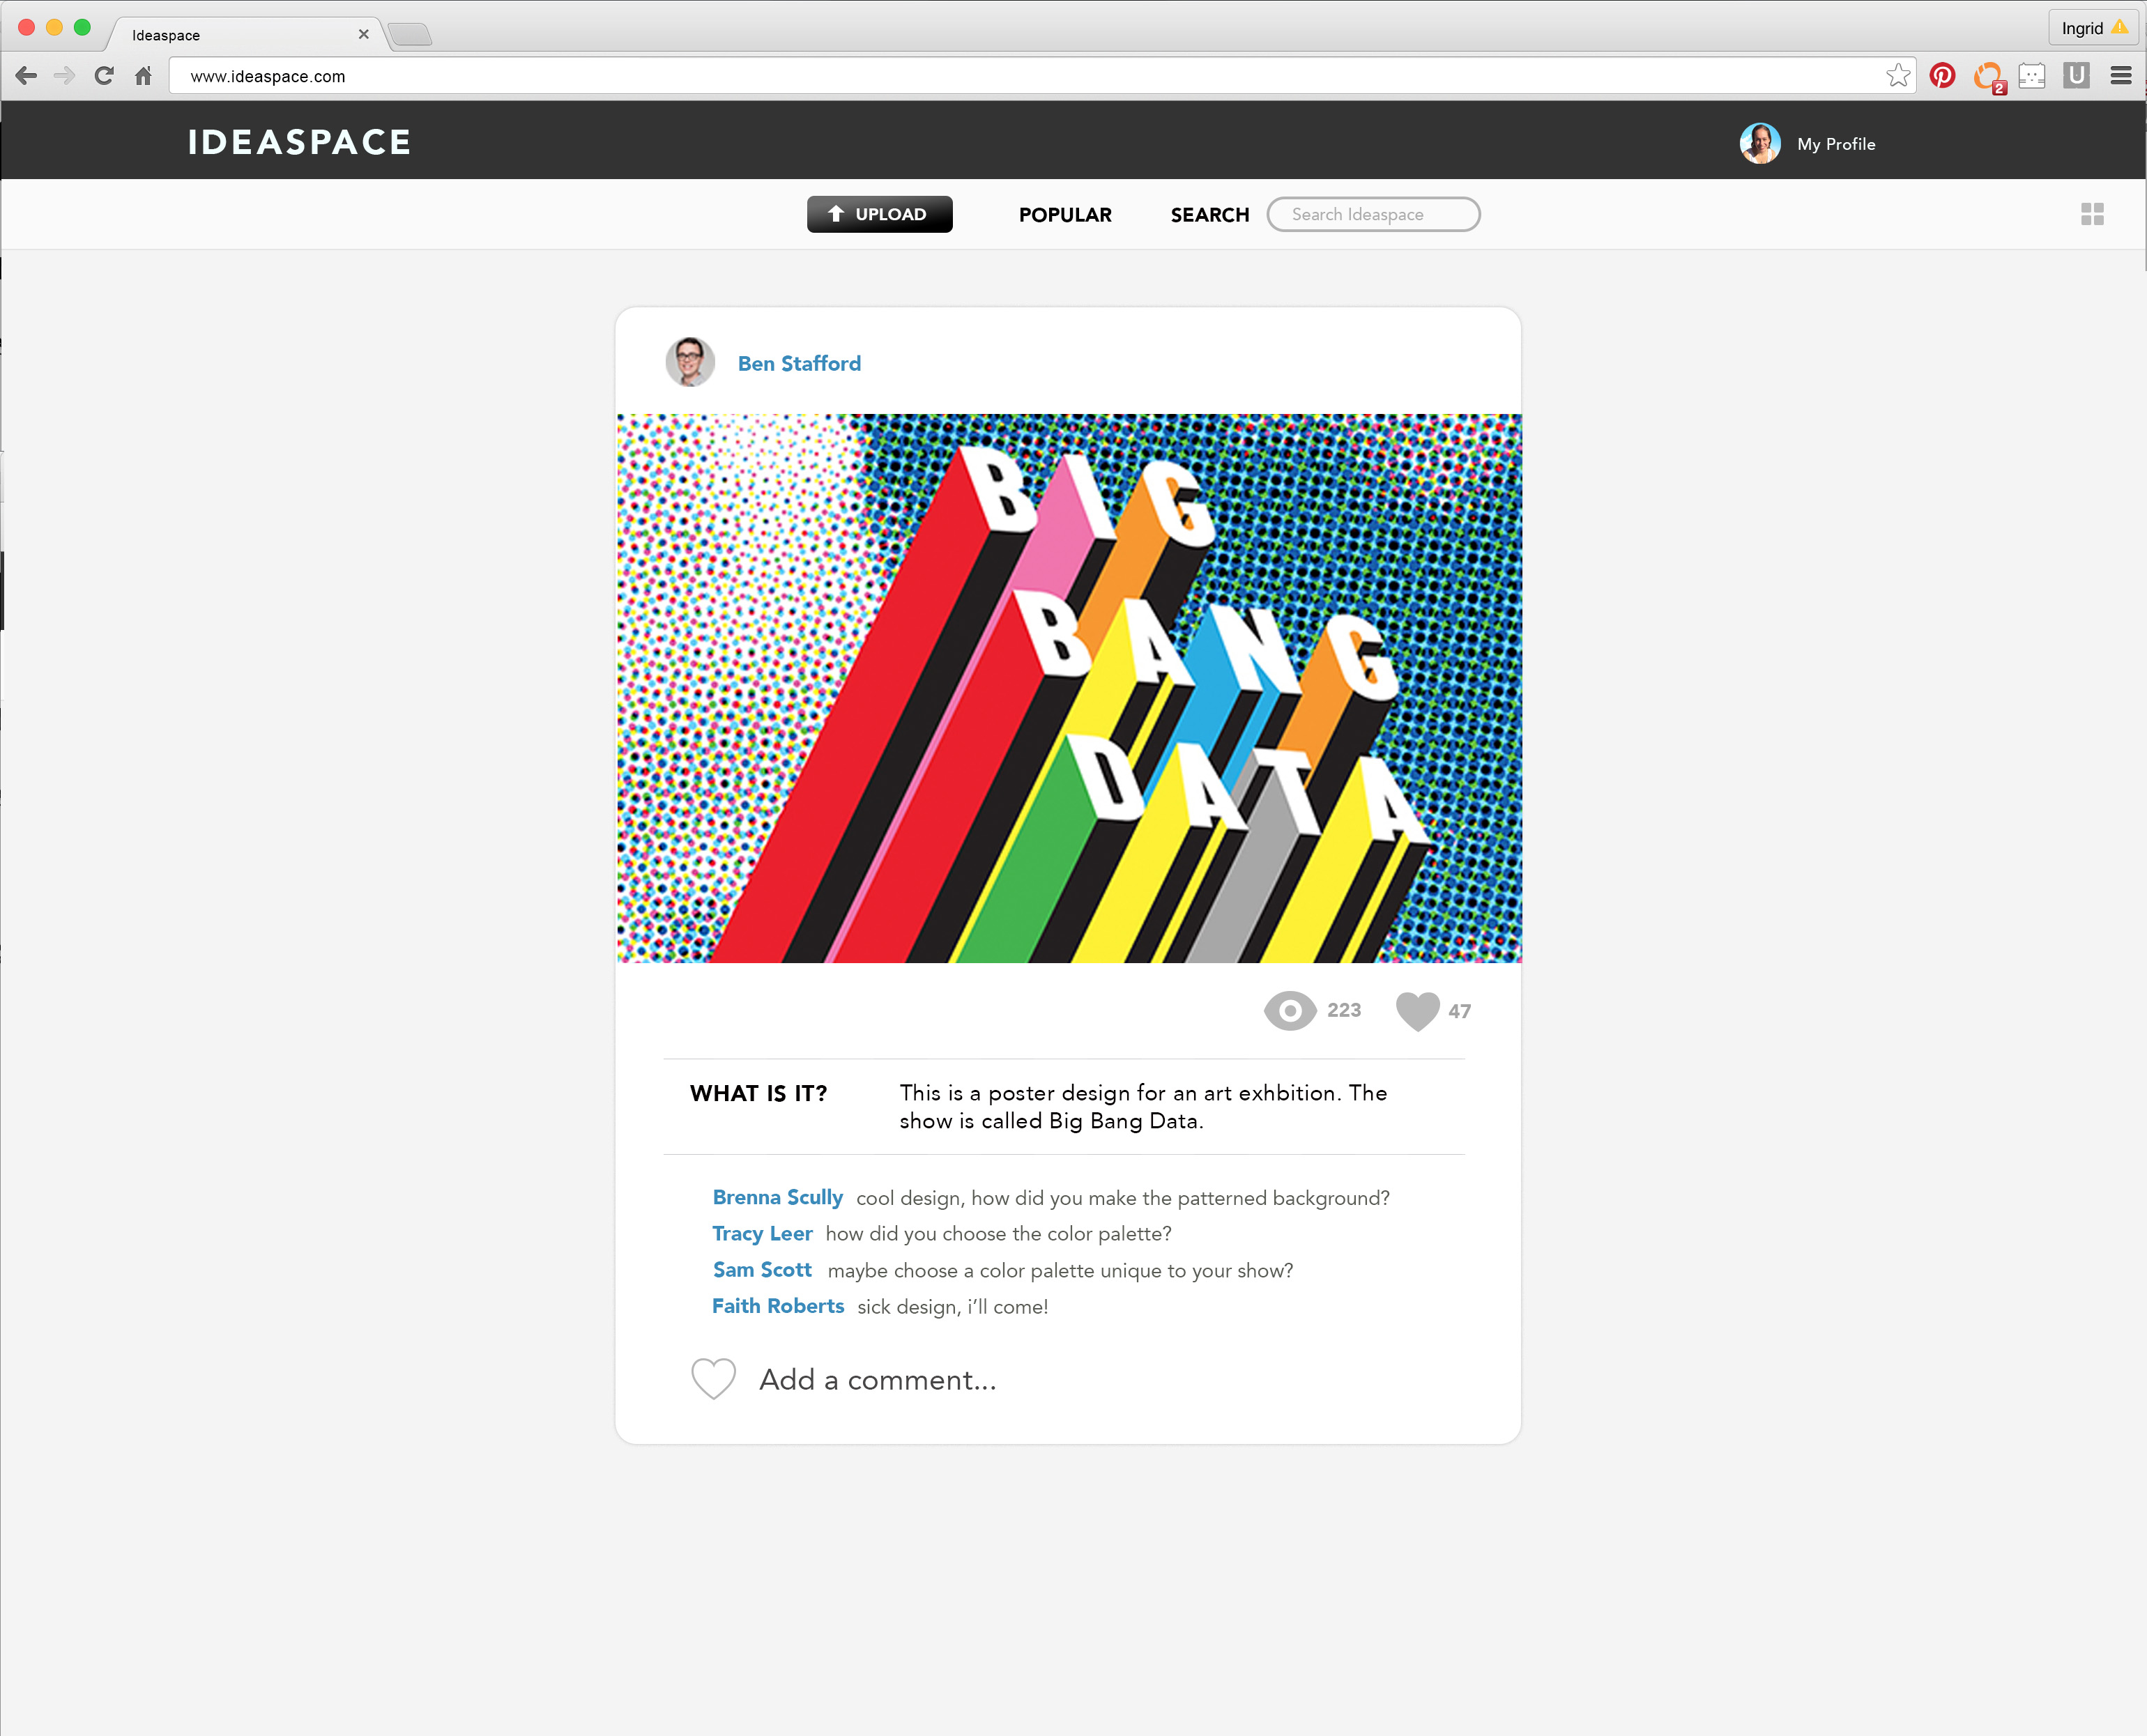 Ideaspace
Ingrid
www.ideaspace.com
2
U
IDEASPACE
My Profile
UPLOAD
POPULAR
SEARCH
Search Ideaspace
Ben Stafford
BIG
BANG
DATA
223
47
WHAT IS IT?
This is a poster design for an art exhbition. The
show is called Big Bang Data.
Brenna Scully cool design, how did you make the patterned background?
Tracy Leer how did you choose the color palette?
Sam Scott maybe choose a color palette unique to your show?
Faith Roberts sick design, i'll come!
Add a comment...